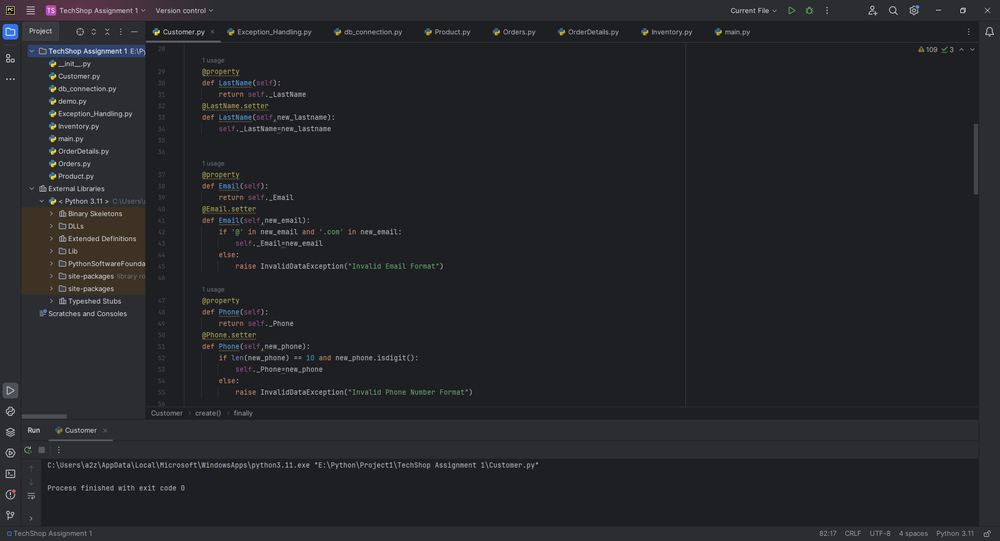 PC
TS TechShop Assignment 1 Version control Current File
Project
Customer.py Exception_Handling.py db_connection.py Product.py Orders.py OrderDetails.py Inventory.py main.py
109 3
TechShop Assignment 1 E:\Py
__init__.py
Customer.py
db_connection.py
demo.py
Exception_Handling.py
Inventory.py
main.py
OrderDetails.py
Orders.py
Product.py
External Libraries
< Python 3.11 > C:\Users\a
Binary Skeletons
DLLs
Extended Definitions
Lib
PythonSoftwareFounda
site-packages library ro
site-packages
Typeshed Stubs
Scratches and Consoles
28
1 usage
29 @property
30 def LastName(self):
31 return self._LastName
32 @LastName.setter
33 def LastName(self,new_lastname):
34 self._LastName=new_lastname
35
36
1 usage
37 @property
38 def Email(self):
39 return self._Email
40 @Email.setter
41 def Email(self,new_email):
42 if '@' in new_email and '.com' in new_email:
43 self._Email=new_email
44 else:
45 raise InvalidDataException("Invalid Email Format")
46
1 usage
47 @property
48 def Phone(self):
49 return self._Phone
50 @Phone.setter
51 def Phone(self,new_phone):
52 if len(new_phone) == 10 and new_phone.isdigit():
53 self._Phone=new_phone
54 else:
55 raise InvalidDataException("Invalid Phone Number Format")
56
Customer > create() > finally
Run Customer
C:\Users\a2z\AppData\Local\Microsoft\WindowsApps\python3.11.exe "E:\Python\Project1\TechShop Assignment 1\Customer.py"
Process finished with exit code 0
TechShop Assignment 1 82:17 CRLF UTF-8 4 spaces Python 3.11